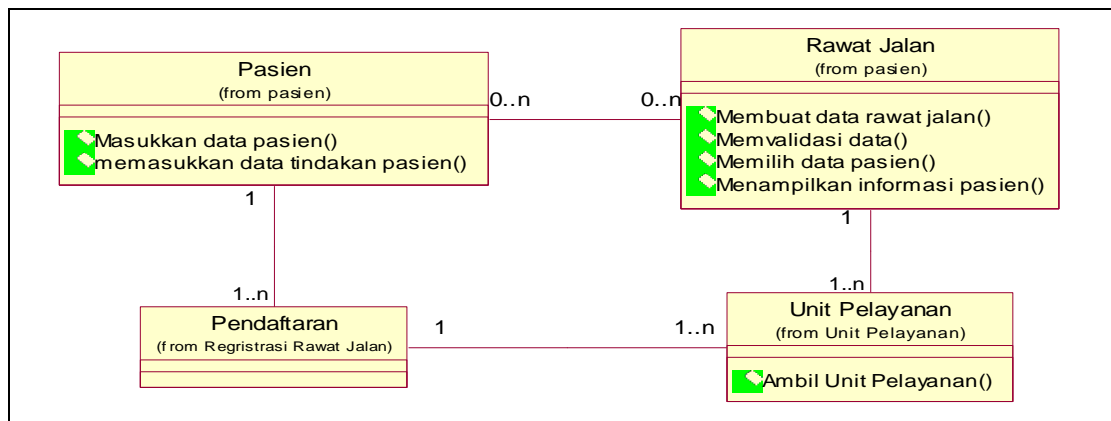 Pasien
(from pasien)
Masukkan data pasien()
memasukkan data tindakan pasien()
0..n
0..n
Rawat Jalan
(from pasien)
Membuat data rawat jalan()
Memvalidasi data()
Memilih data pasien()
Menampilkan informasi pasien()
1
1
1..n
1..n
Pendaftaran
(from Regristrasi Rawat Jalan)
1
1..n
Unit Pelayanan
(from Unit Pelayanan)
Ambil Unit Pelayanan()